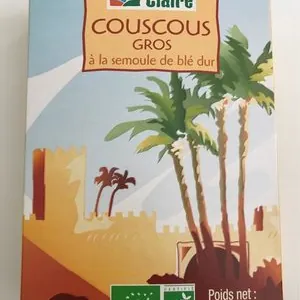 Claire
COUSCOUS
GROS
à la semoule de blé dur
Poids net :